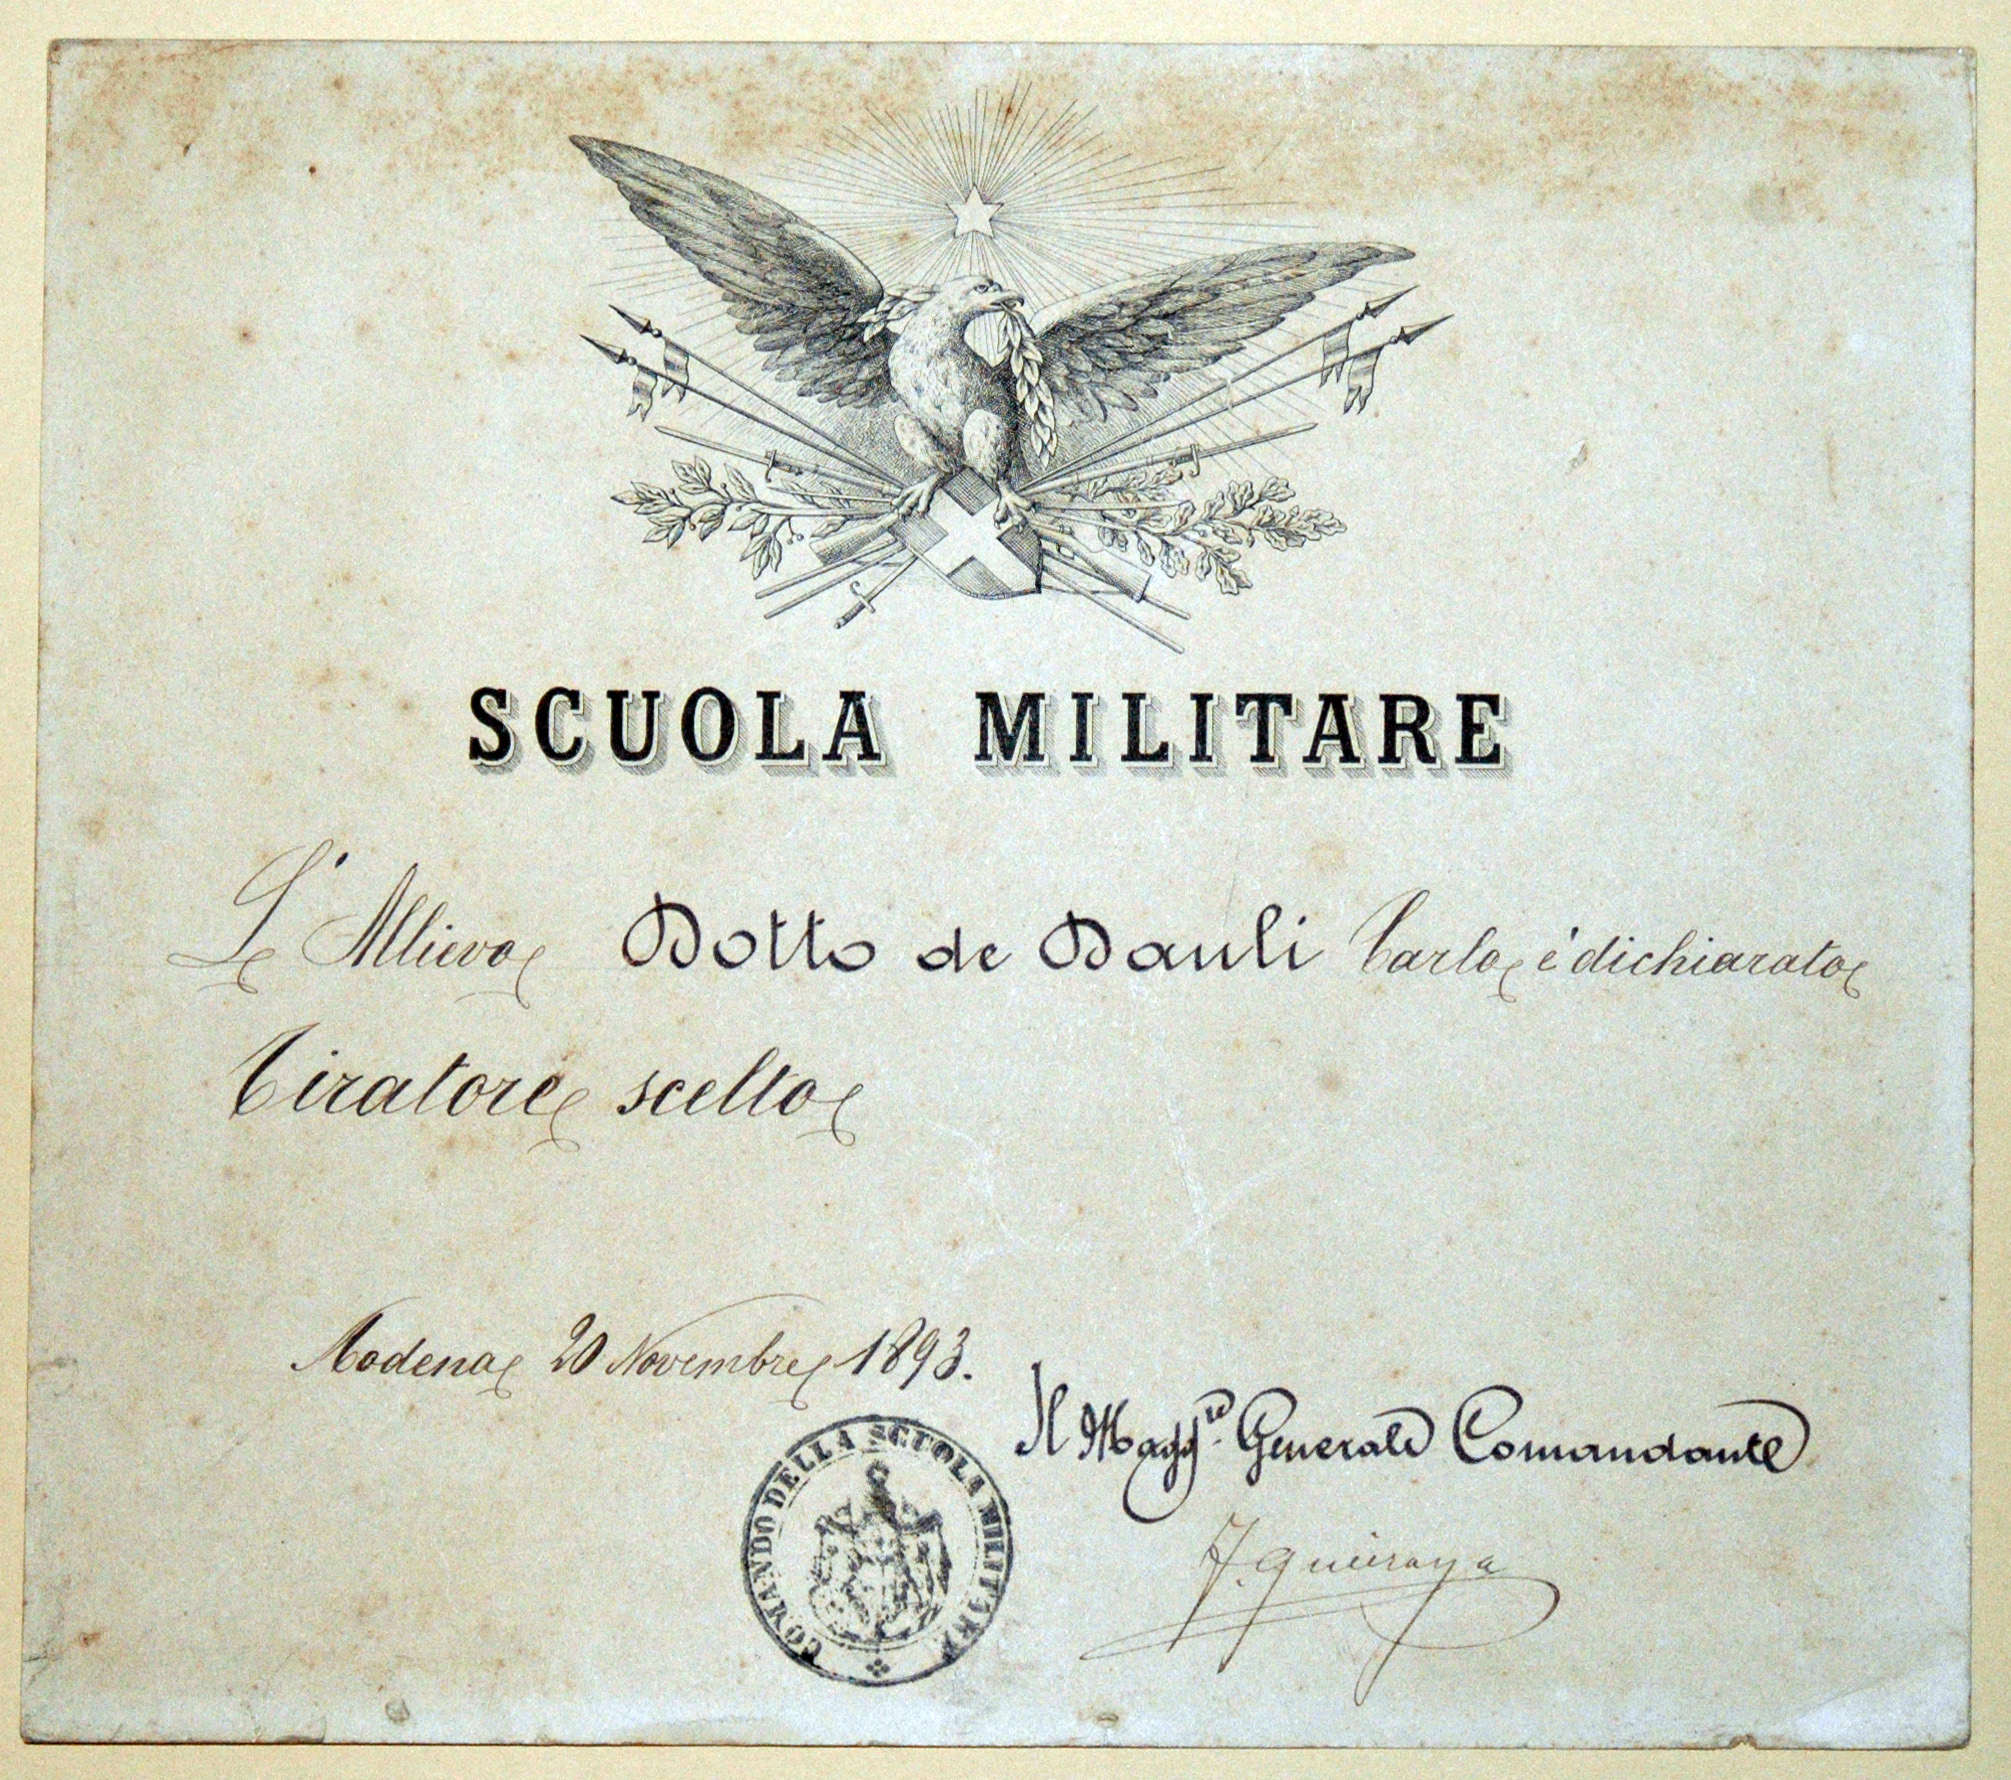 SCUOLA MILITARE
L'Allievo Dotto de Dauli Carlo è dichiarato
Tiratore scelto
Modena 20 Novembre 1893.
Il Magg.re Generale Comandante
COMANDO DELLA SCUOLA MILITARE